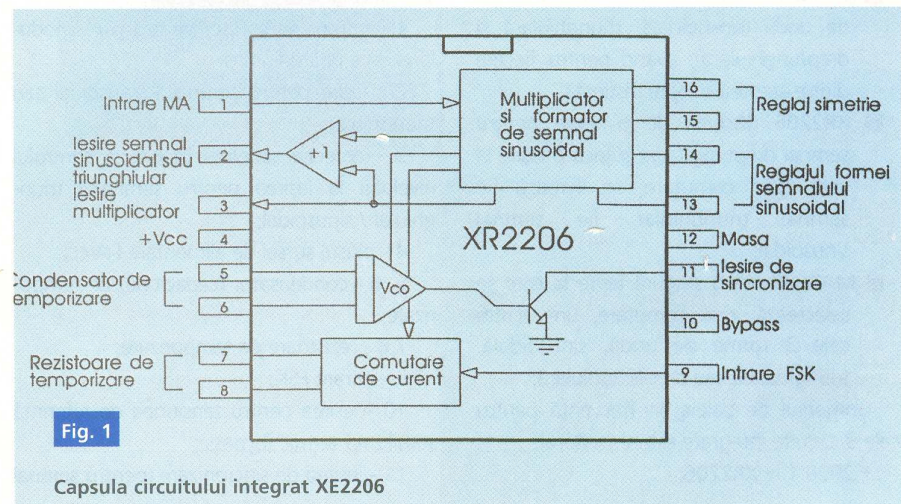 Intrare MA
1
Iesire semnal
sinusoidal sau
triunghiular
2
Iesire
multiplicator
3
+Vcc
4
Condensator de
temporizare
5
6
Rezistoare de
temporizare
7
8
+1
Multiplicator
si formator
de semnal
sinusoidal
XR2206
Vco
Comutare
de curent
16
Reglaj simetrie
15
14
Reglajul formei
semnalului
sinusoidal
13
12
Masa
11
Iesire de
sincronizare
10
Bypass
9
Intrare FSK
Fig. 1
Capsula circuitului integrat XE2206